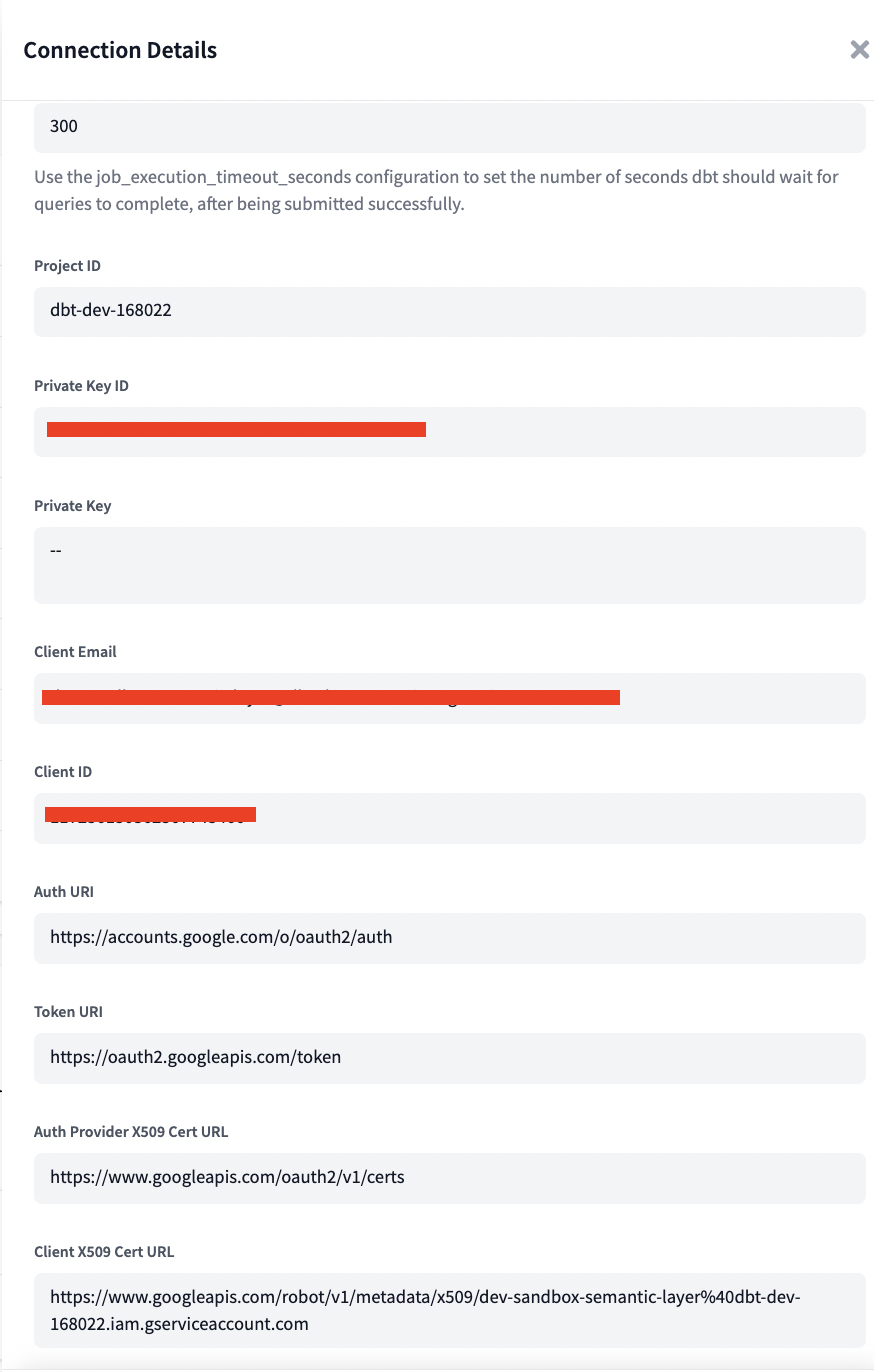 Connection Details
300
Use the job_execution_timeout_seconds configuration to set the number of seconds dbt should wait for
queries to complete, after being submitted successfully.
Project ID
dbt-dev-168022
Private Key ID
Private Key
--
Client Email
Client ID
Auth URI
https://accounts.google.com/o/oauth2/auth
Token URI
https://oauth2.googleapis.com/token
Auth Provider X509 Cert URL
https://www.googleapis.com/oauth2/v1/certs
Client X509 Cert URL
https://www.googleapis.com/robot/v1/metadata/x509/dev-sandbox-semantic-layer%40dbt-dev-
168022.iam.gserviceaccount.com